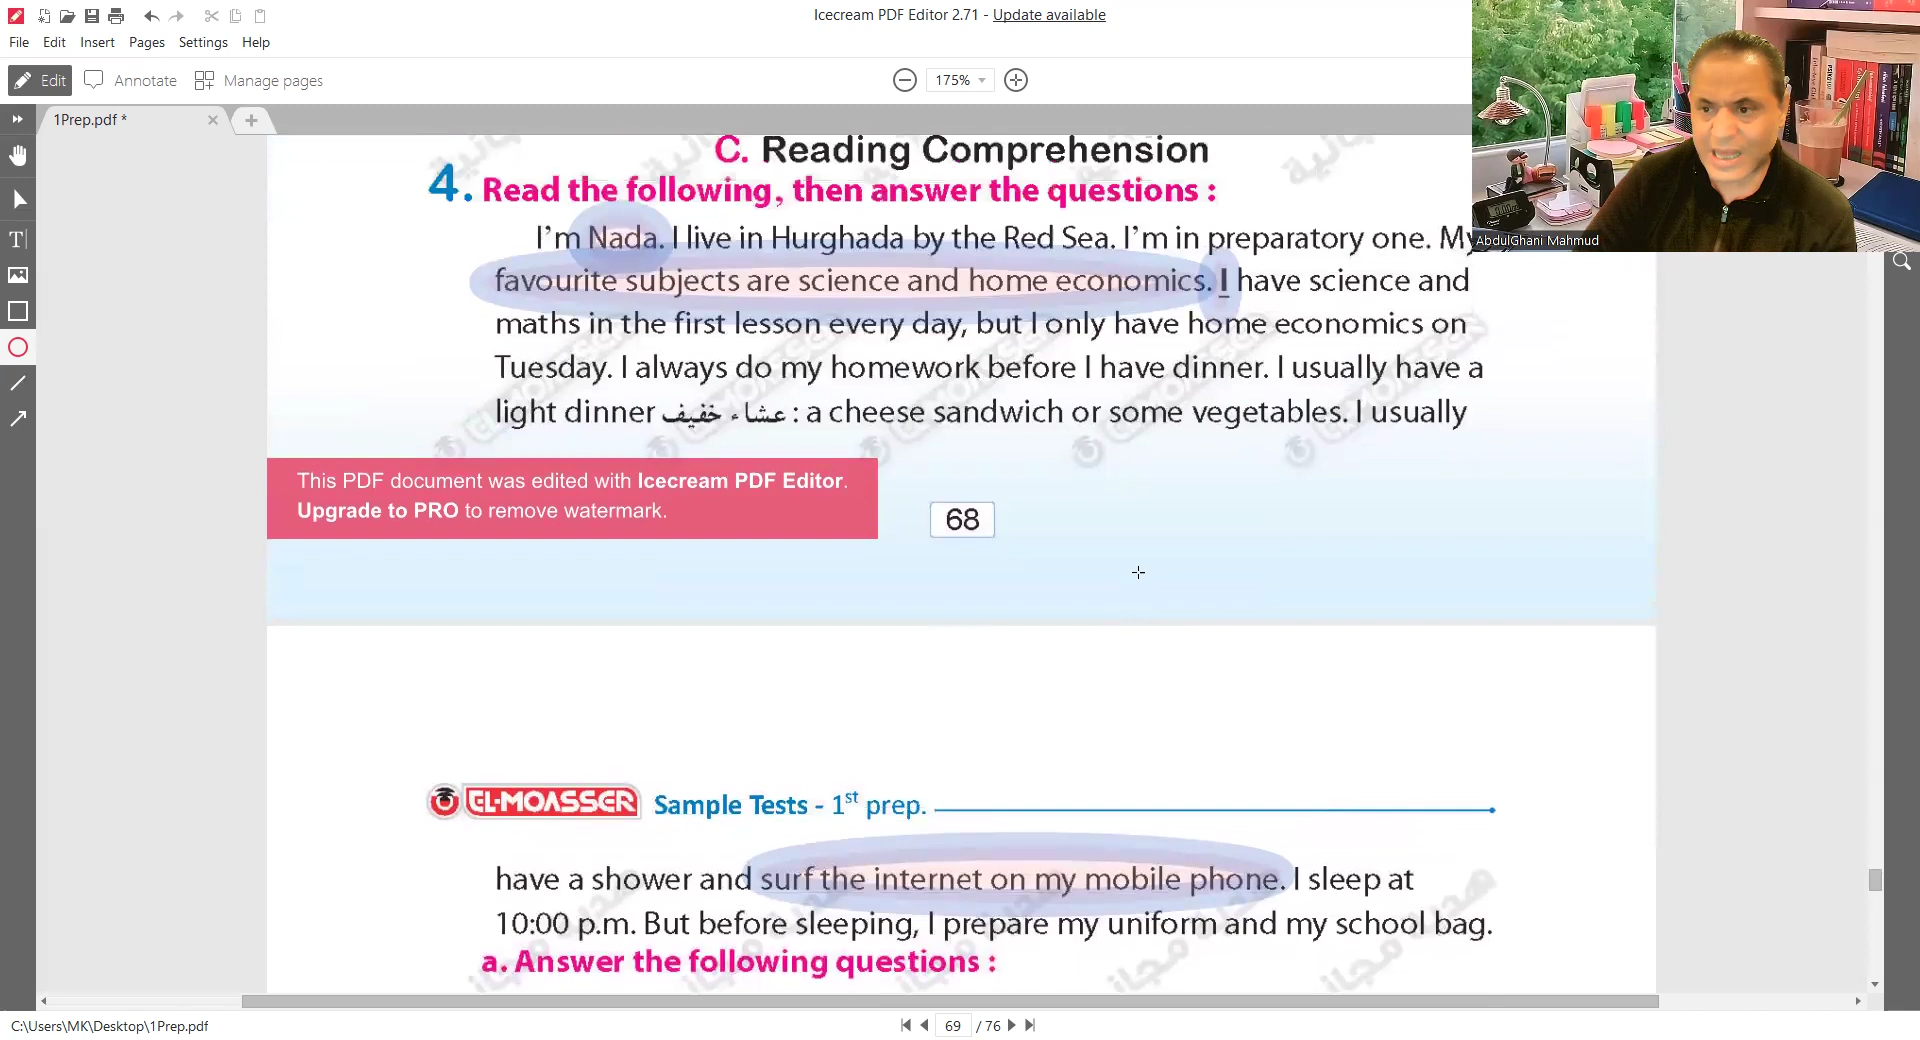 Icecream PDF Editor 2.71 - Update available
File Edit Insert Pages Settings Help
Edit Annotate Manage pages
175%
1Prep.pdf *
AbdulGhani Mahmud
C. Reading Comprehension
4. Read the following, then answer the questions :
I'm Nada. I live in Hurghada by the Red Sea. I'm in preparatory one. My
favourite subjects are science and home economics. I have science and
maths in the first lesson every day, but I only have home economics on
Tuesday. I always do my homework before I have dinner. I usually have a
light dinner عشاء خفيف : a cheese sandwich or some vegetables. I usually
This PDF document was edited with Icecream PDF Editor.
Upgrade to PRO to remove watermark.
68
EL-MOASSER Sample Tests - 1st prep.
have a shower and surf the internet on my mobile phone. I sleep at
10:00 p.m. But before sleeping, I prepare my uniform and my school bag.
a. Answer the following questions :
C:\Users\MK\Desktop\1Prep.pdf
69 / 76